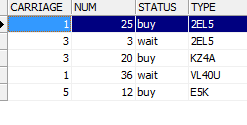 CARRIAGE NUM STATUS TYPE
1 25 buy 2EL5
3 3 wait 2EL5
3 20 buy KZ4A
1 36 wait VL40U
5 12 buy E5K